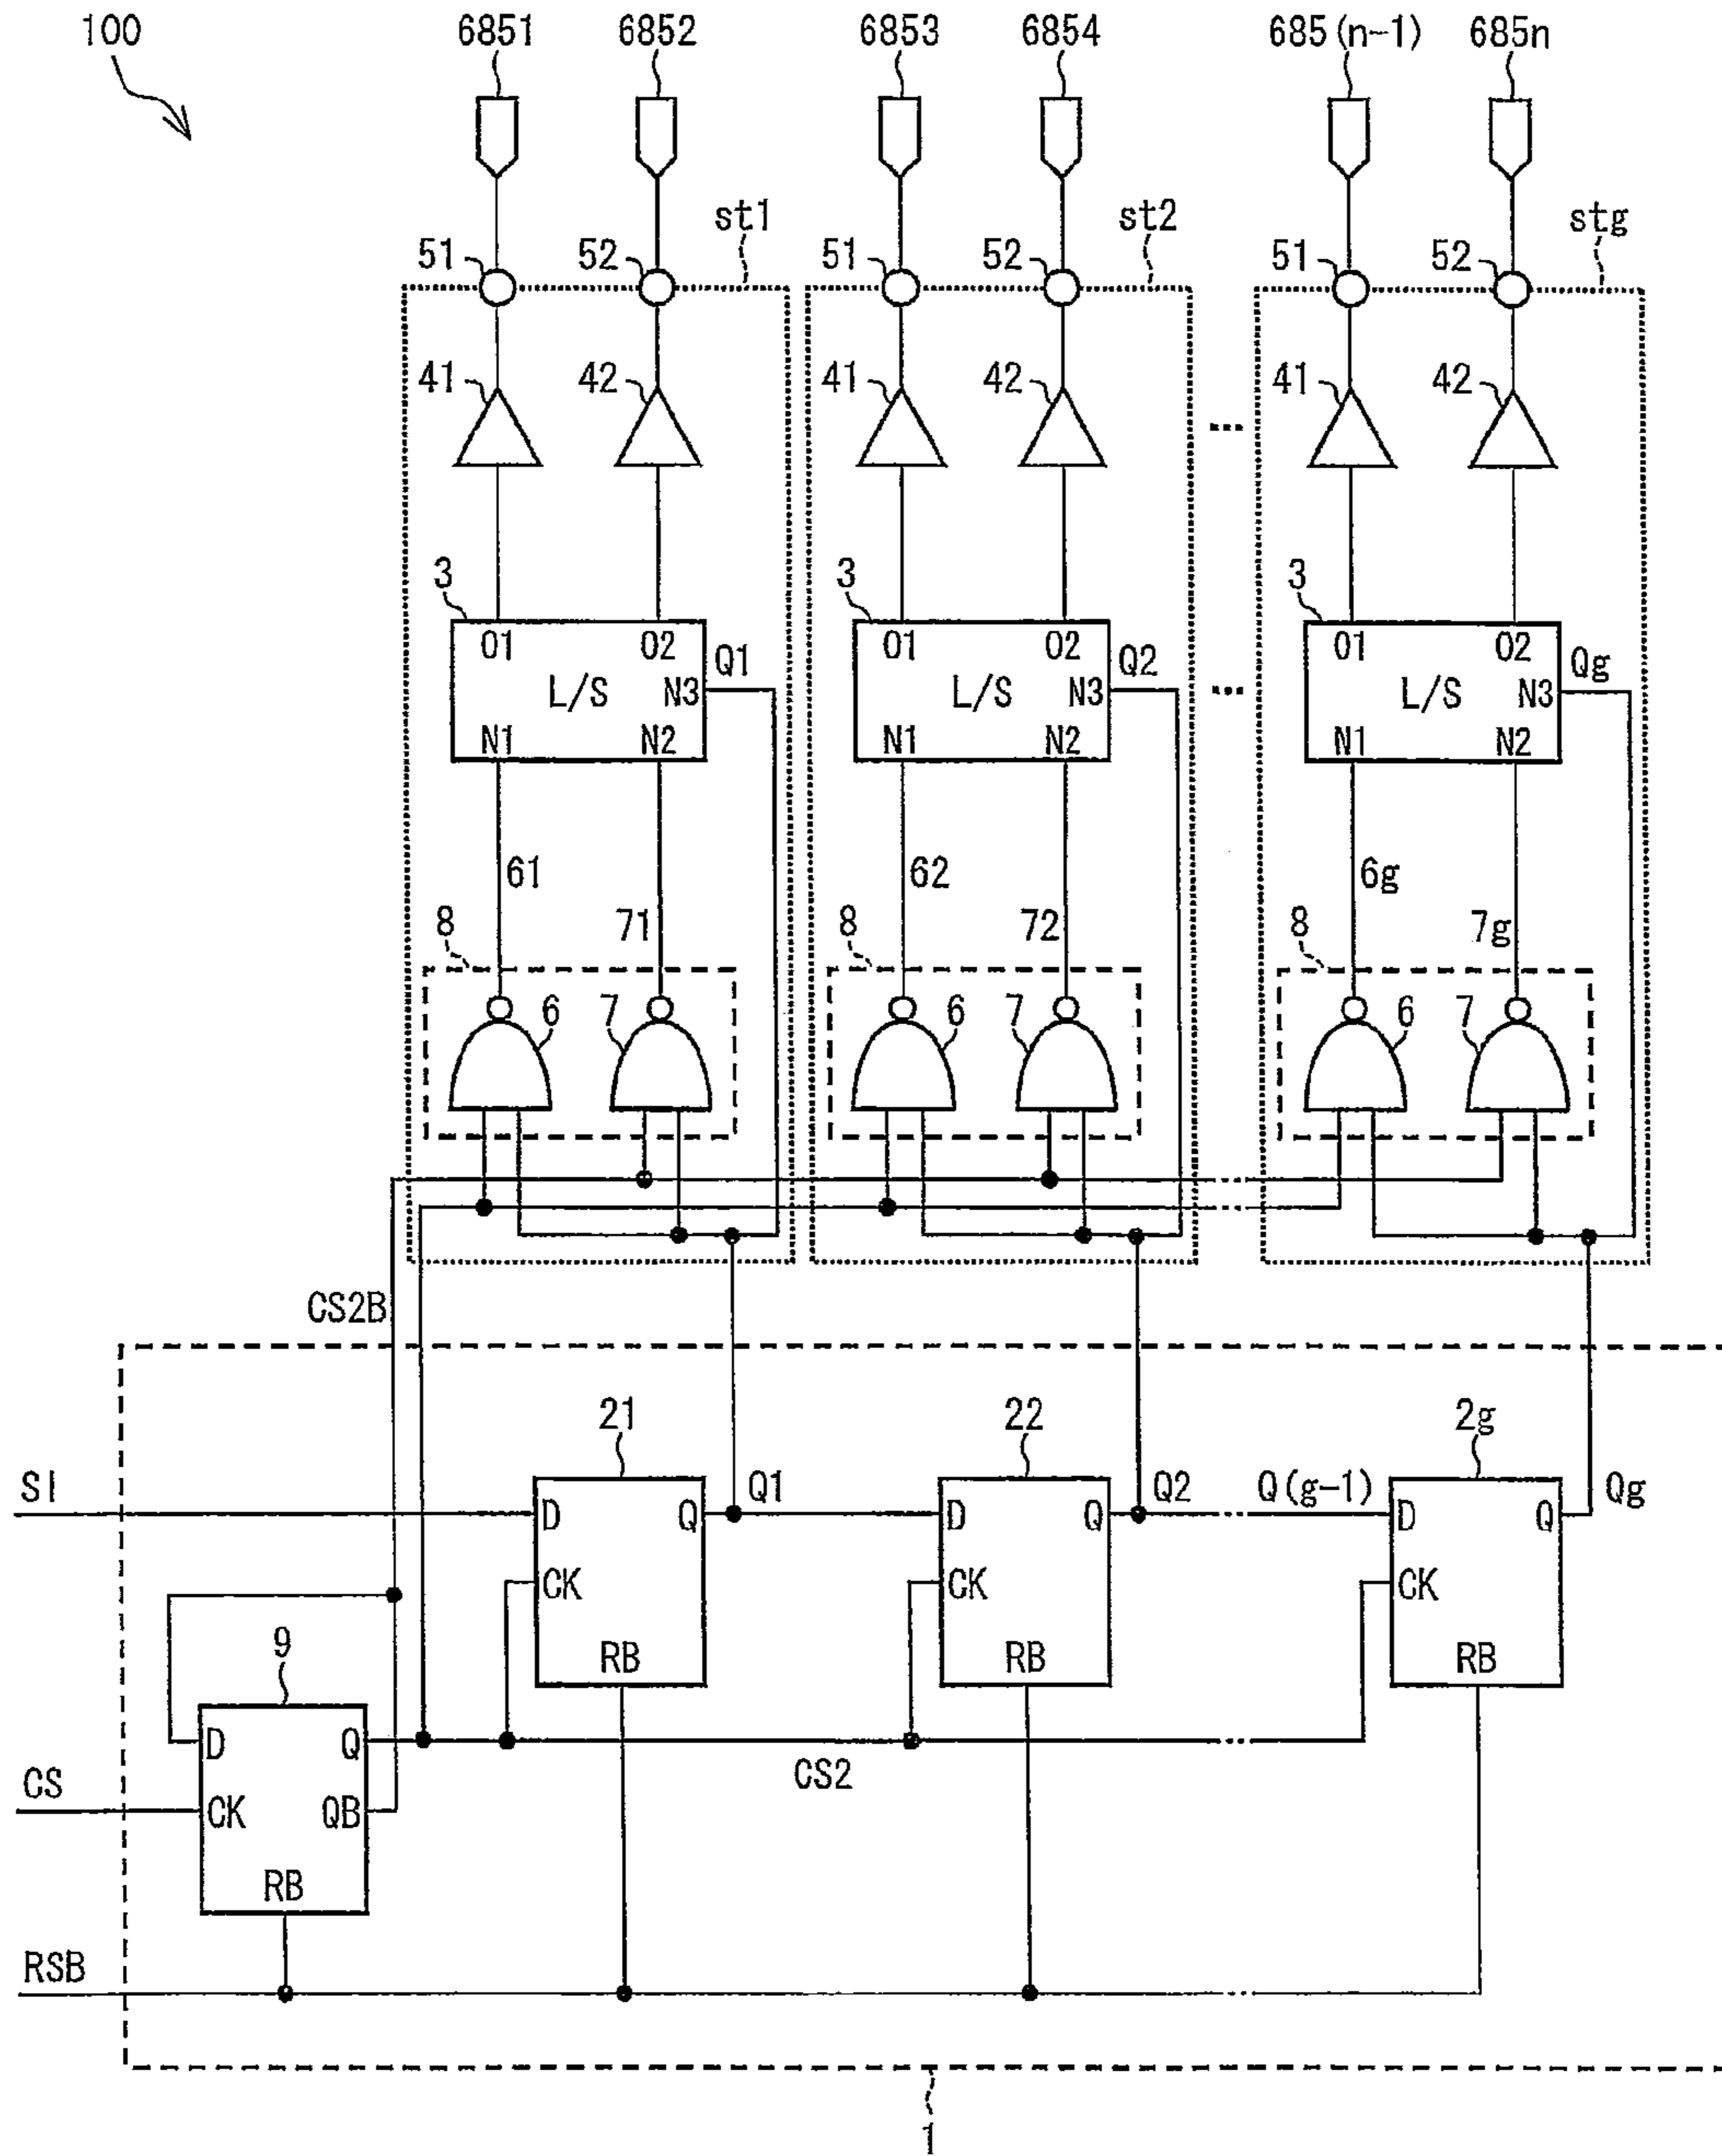 100 6851 6852 6853 6854 685(n-1) 685n
st1 st2 stg
51 52 51 52 51 52
41 42 41 42 41 42
... 
3 3 3
O1 O2 Q1 O1 O2 Q2 O1 O2 Qg
L/S N3 L/S N3 ... L/S N3
N1 N2 N1 N2 N1 N2
61 62 6g
8 71 8 72 8 7g
6 7 6 7 6 7
CS2B
21 22 2g
SI D Q Q1 D Q Q2 Q(g-1) D Q Qg
CK CK CK
9 RB RB RB
D Q
CS2
CS CK QB
RB
RSB
1